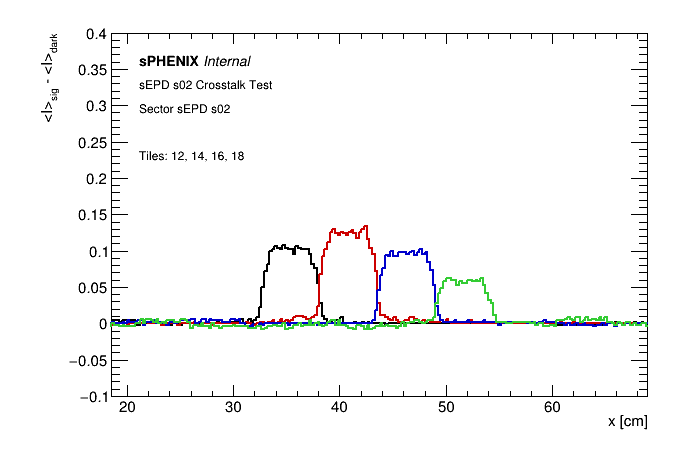 <I>sig - <I>dark
0.4
0.35
0.3
0.25
0.2
0.15
0.1
0.05
0
−0.05
−0.1
sPHENIX Internal
sEPD s02 Crosstalk Test
Sector sEPD s02
Tiles: 12, 14, 16, 18
20 30 40 50 60
x [cm]